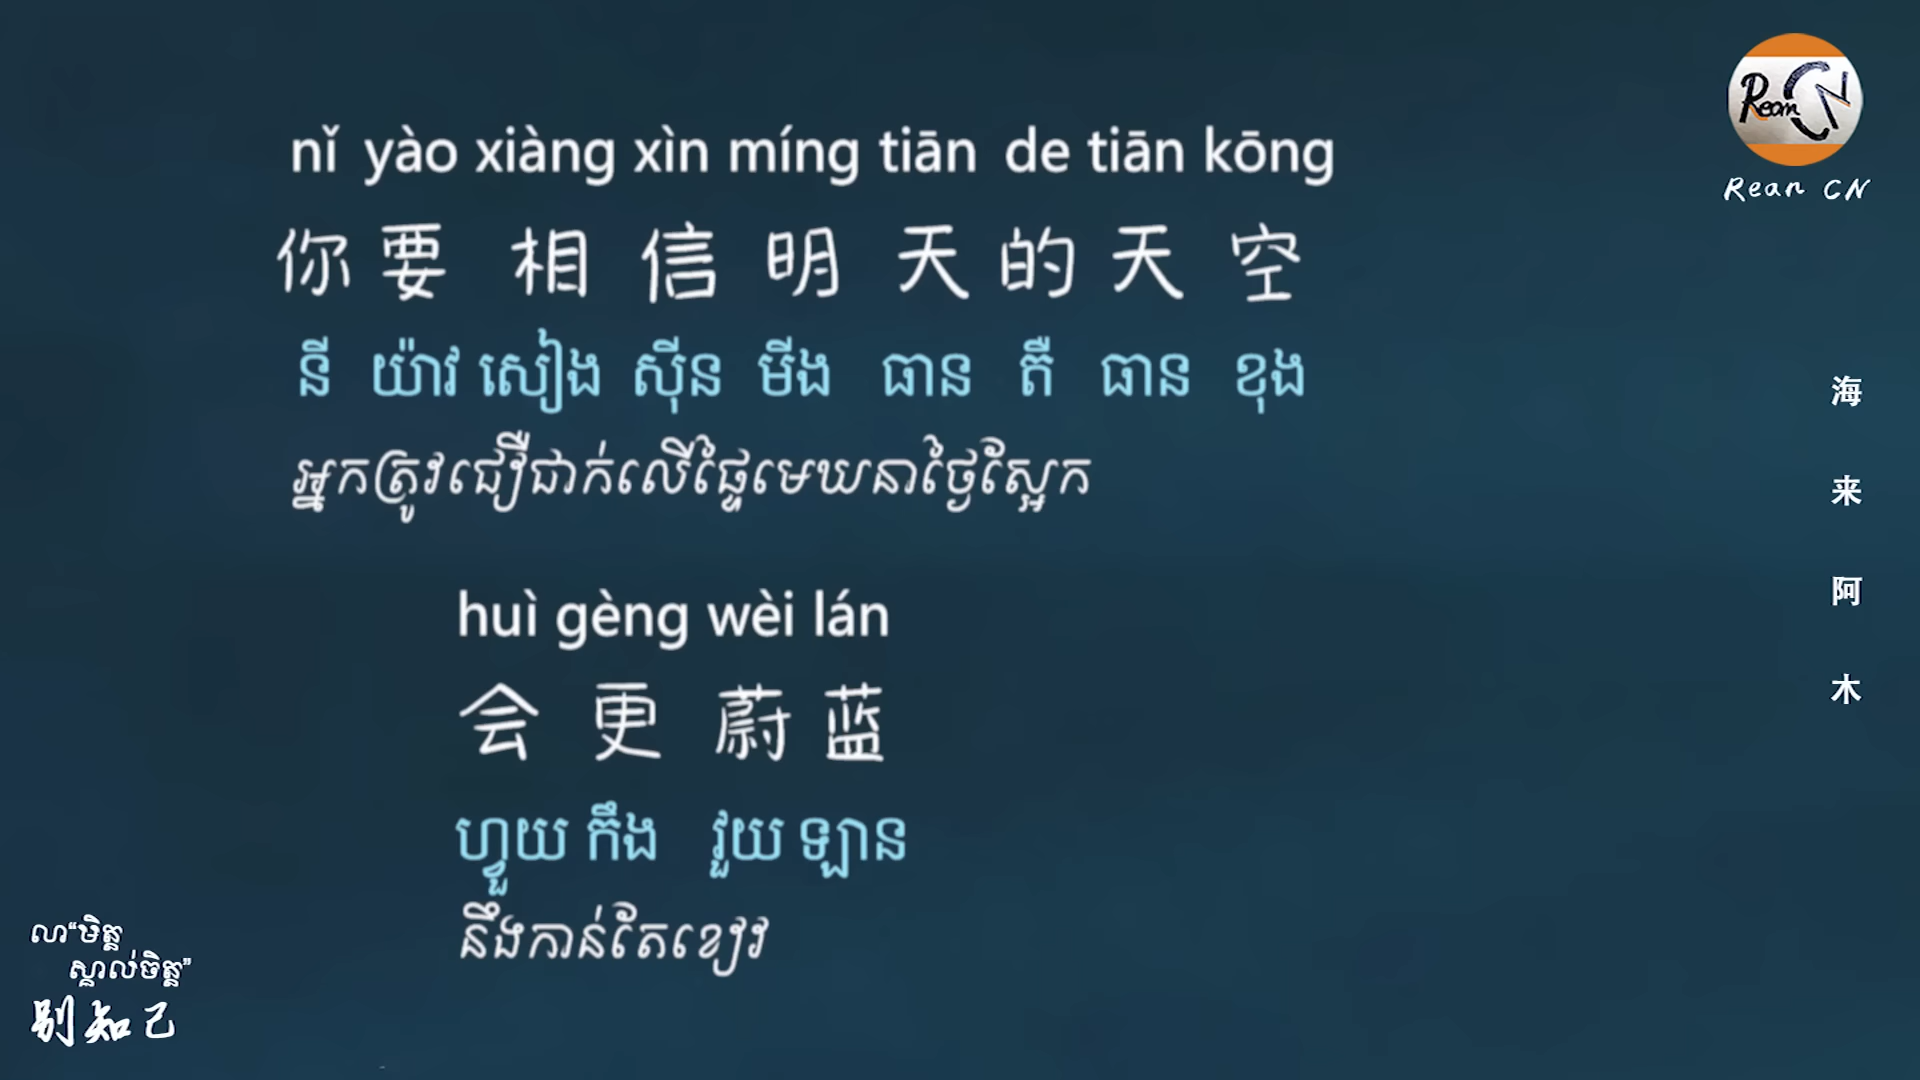 nǐ yào xiàng xìn míng tiān de tiān kōng
你要相信明天的天空
នី យ៉ាវ សៀង ស៊ីន មីង ធាន តឺ ធាន ខុង
អ្នកត្រូវជឿជាក់លើផ្ទៃមេឃនាថ្ងៃស្អែក
huì gèng wèi lán
会更蔚蓝
ហ្វួយ កឹង វួយ ឡាន
នឹងកាន់តែខៀវ
Rean CN
Rean CN
海来阿木
លា“មិត្ត
ស្គាល់ចិត្ត”
别知己